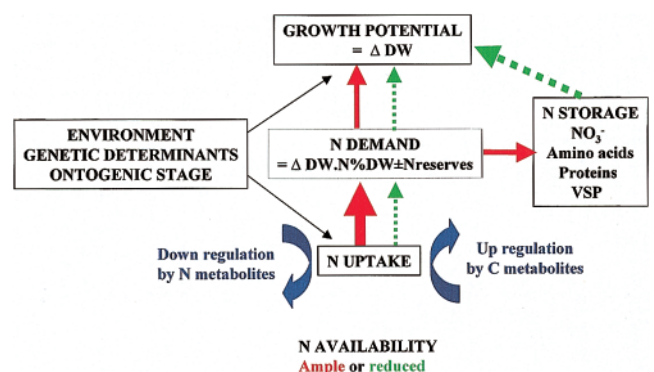 GROWTH POTENTIAL
= Δ DW
ENVIRONMENT
GENETIC DETERMINANTS
ONTOGENIC STAGE
N DEMAND
= Δ DW.N%DW±Nreserves
N STORAGE
NO₃⁻
Amino acids
Proteins
VSP
Down regulation
by N metabolites
N UPTAKE
Up regulation
by C metabolites
N AVAILABILITY
Ample or reduced